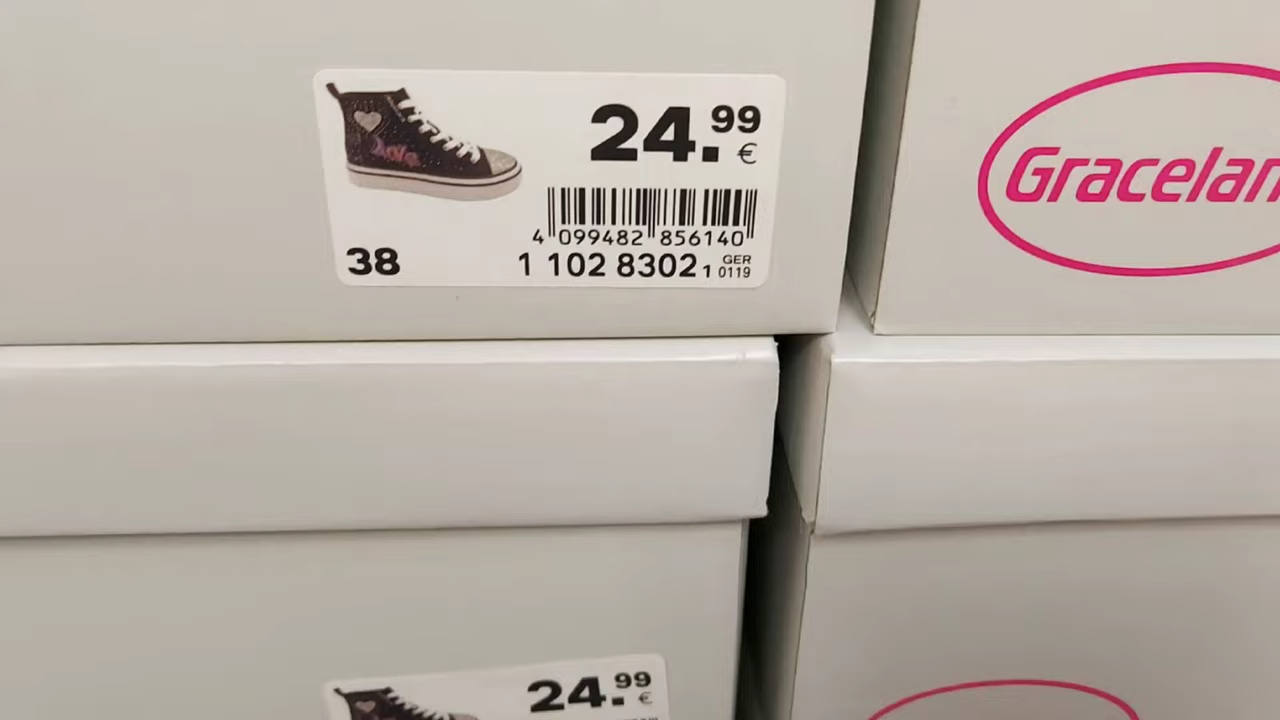 24.99
€
4 099482 856140
38
1 102 8302 1 GER
0119
Gracelan
24.99
€